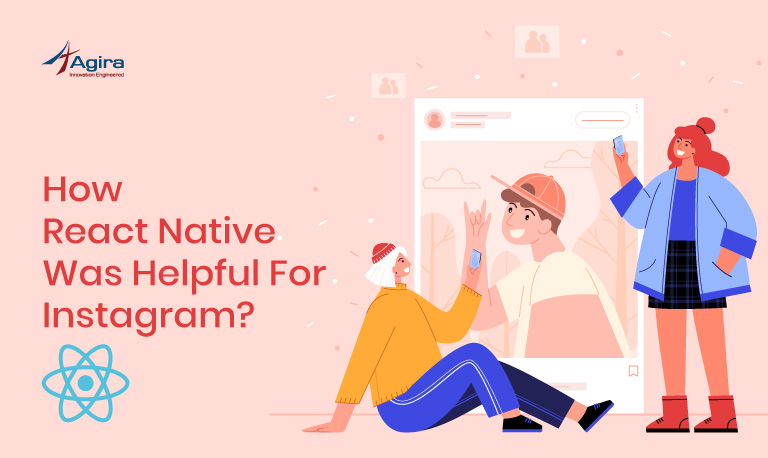 Agira
Innovation Engineered
How
React Native
Was Helpful For
Instagram?